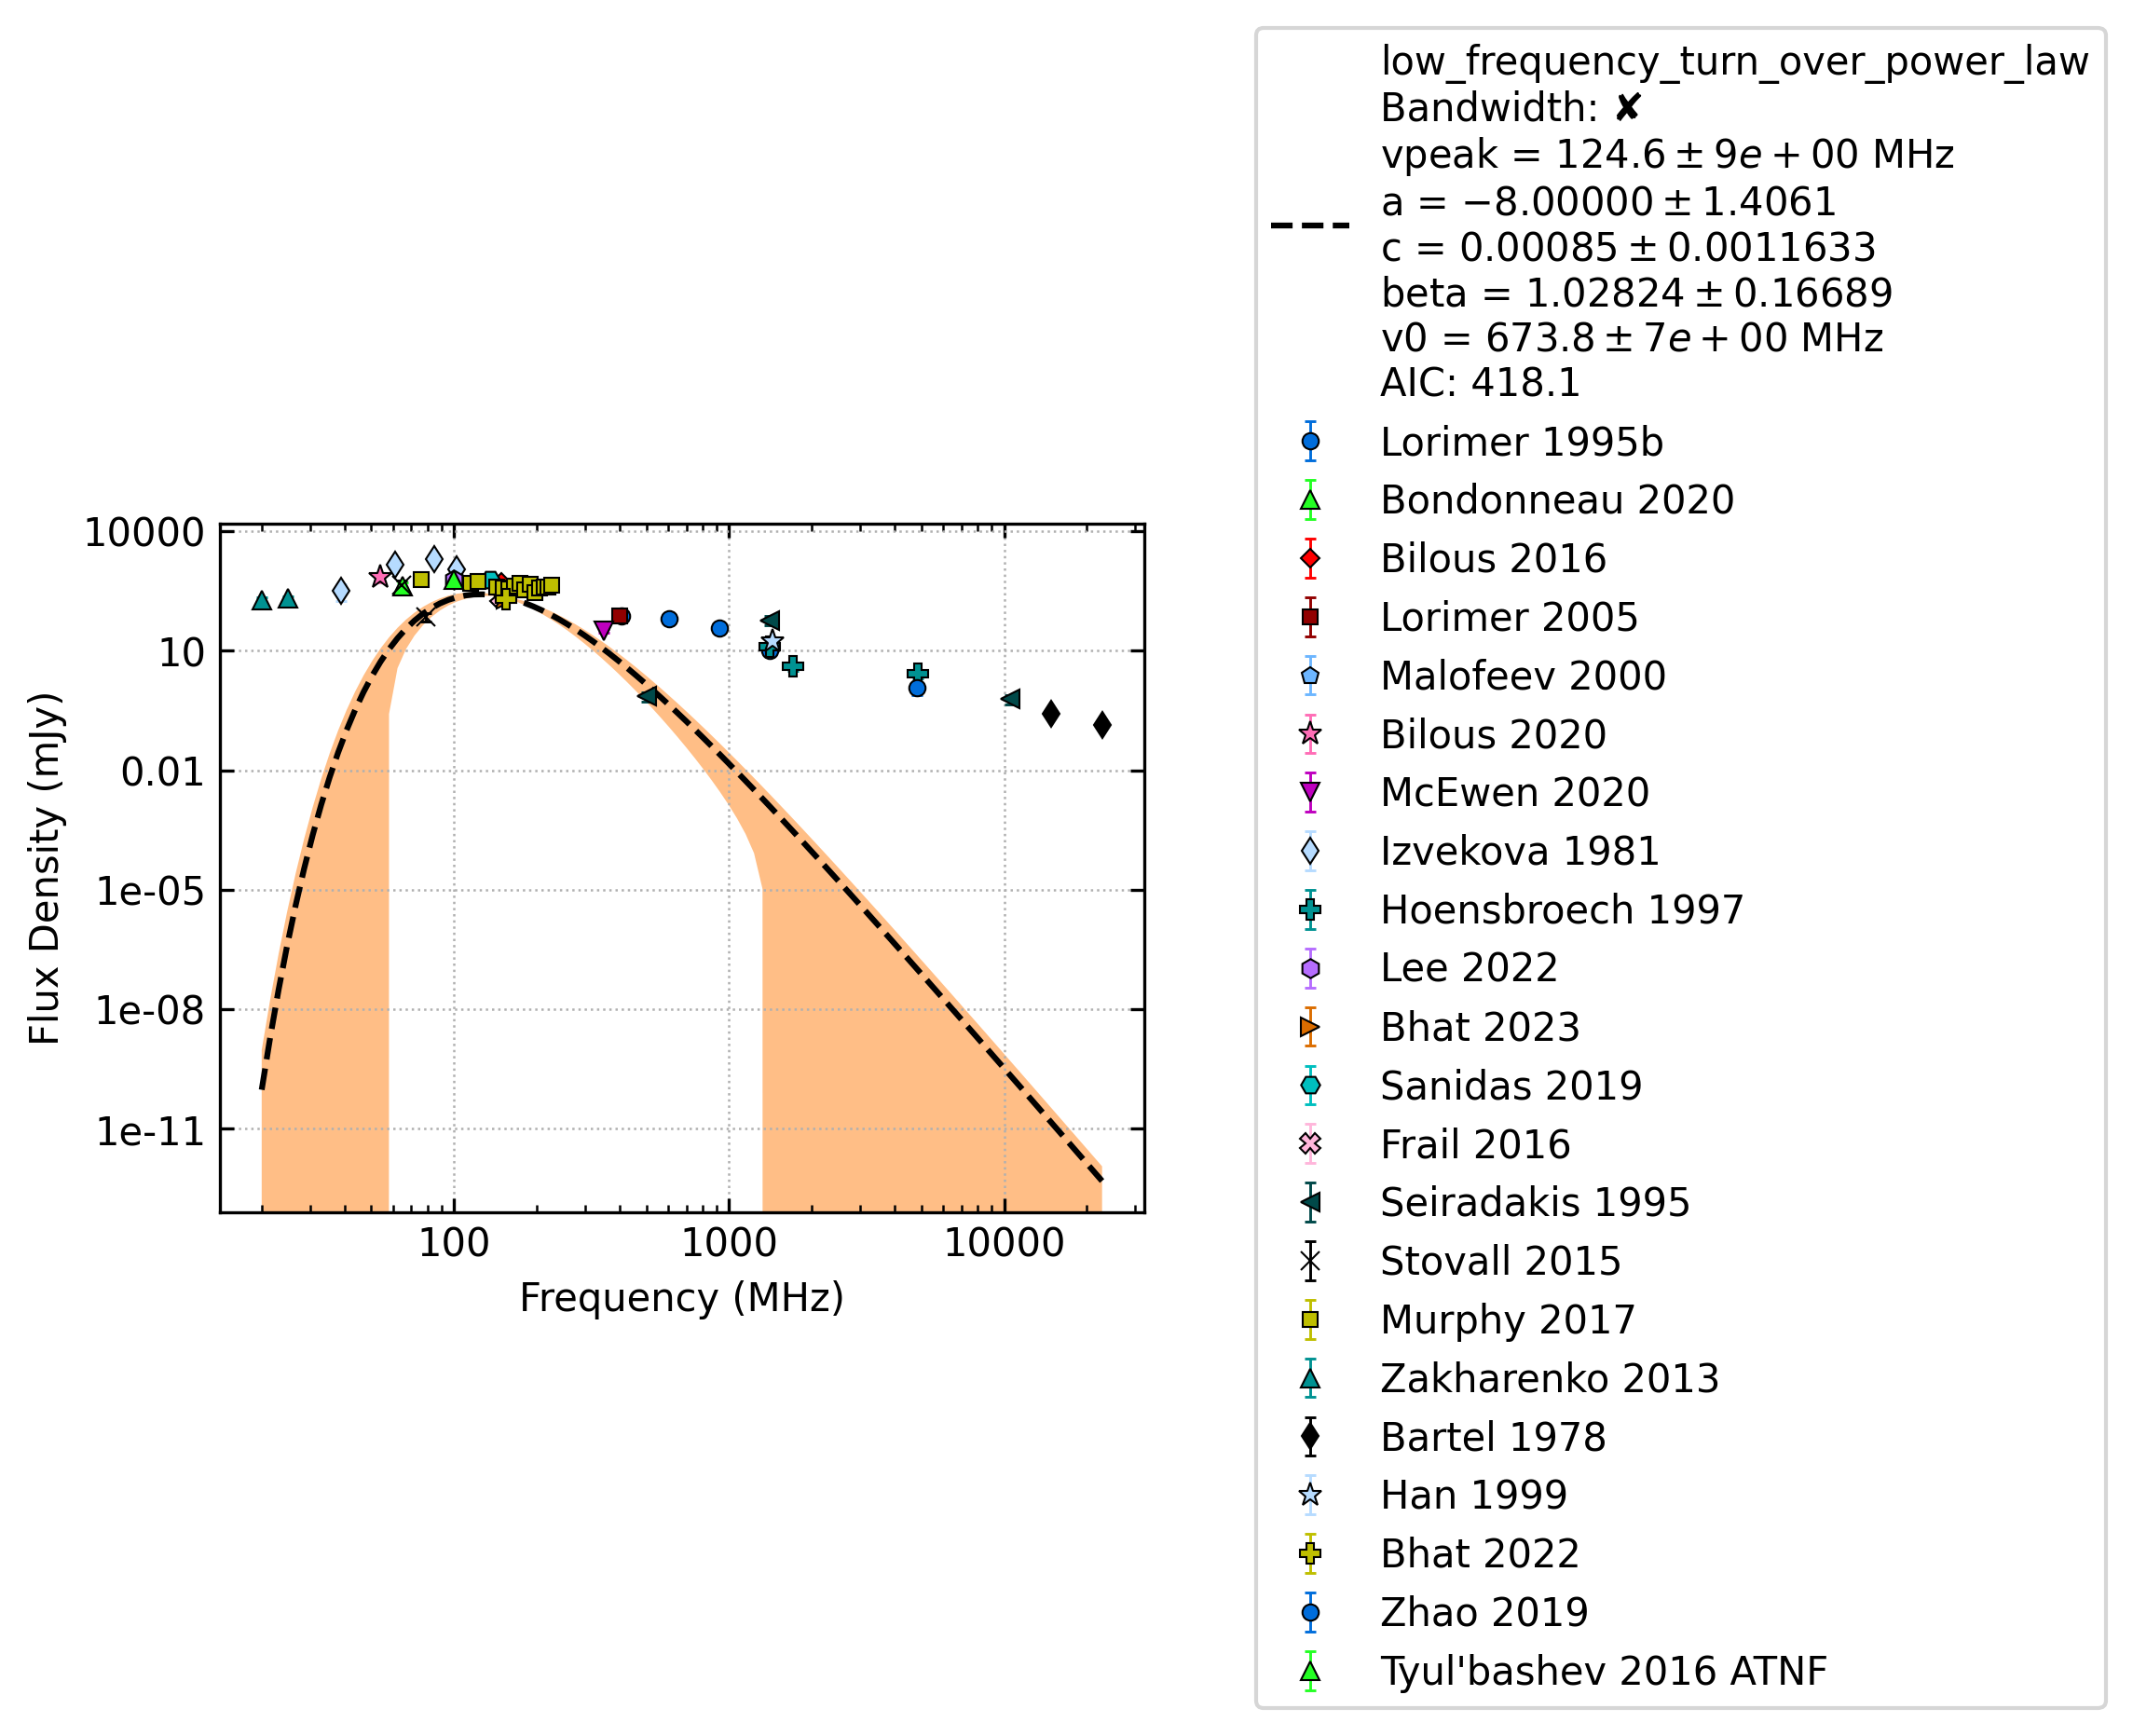 low_frequency_turn_over_power_law
Bandwidth: ✘
vpeak = 124.6 ± 9e + 00 MHz
a = −8.00000 ± 1.4061
c = 0.00085 ± 0.0011633
beta = 1.02824 ± 0.16689
v0 = 673.8 ± 7e + 00 MHz
AIC: 418.1
Lorimer 1995b
Bondonneau 2020
Bilous 2016
Lorimer 2005
Malofeev 2000
Bilous 2020
McEwen 2020
Izvekova 1981
Hoensbroech 1997
Lee 2022
Bhat 2023
Sanidas 2019
Frail 2016
Seiradakis 1995
Stovall 2015
Murphy 2017
Zakharenko 2013
Bartel 1978
Han 1999
Bhat 2022
Zhao 2019
Tyul'bashev 2016 ATNF
Flux Density (mJy)
10000
10
0.01
1e-05
1e-08
1e-11
100
1000
10000
Frequency (MHz)